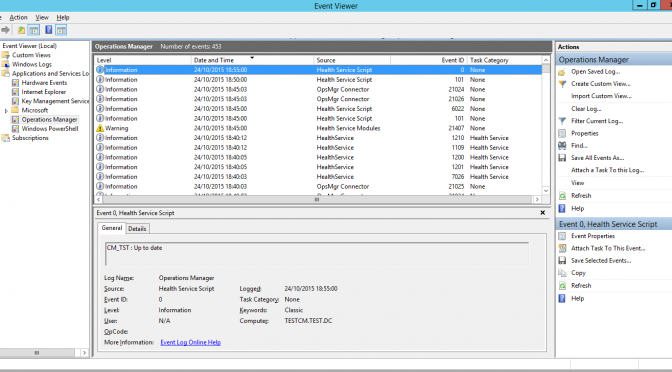 Event Viewer
Action View Help
Event Viewer (Local)
Custom Views
Windows Logs
Applications and Services Lo
Hardware Events
Internet Explorer
Key Management Service
Microsoft
Operations Manager
Windows PowerShell
Subscriptions
Operations Manager Number of events: 453
Level Date and Time Source Event ID Task Category
Information 24/10/2015 18:55:00 Health Service Script 0 None
Information 24/10/2015 18:50:00 Health Service Script 101 None
Information 24/10/2015 18:45:03 OpsMgr Connector 21024 None
Information 24/10/2015 18:45:03 OpsMgr Connector 21026 None
Information 24/10/2015 18:45:03 Health Service Script 6022 None
Information 24/10/2015 18:45:00 Health Service Script 101 None
Warning 24/10/2015 18:45:00 Health Service Modules 21407 None
Information 24/10/2015 18:40:12 HealthService 1210 Health Service
Information 24/10/2015 18:40:12 HealthService 1109 Health Service
Information 24/10/2015 18:40:05 HealthService 1200 Health Service
Information 24/10/2015 18:40:05 HealthService 1201 Health Service
Information 24/10/2015 18:40:03 HealthService 7026 Health Service
Information 24/10/2015 18:40:03 OpsMgr Connector 21025 None
Event 0, Health Service Script
General Details
CM_TST : Up to date
Log Name: Operations Manager
Source: Health Service Script Logged: 24/10/2015 18:55:00
Event ID: 0 Task Category: None
Level: Information Keywords: Classic
User: N/A Computer: TESTCM.TEST.DC
OpCode:
More Information: Event Log Online Help
Actions
Operations Manager
Open Saved Log...
Create Custom View...
Import Custom View...
Clear Log...
Filter Current Log...
Properties
Find...
Save All Events As...
Attach a Task To this Log...
View
Refresh
Help
Event 0, Health Service Script
Event Properties
Attach Task To This Event...
Save Selected Events...
Copy
Refresh
Help